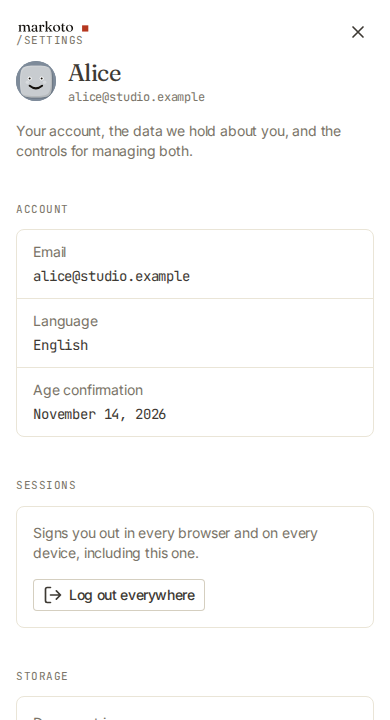 markoto
/SETTINGS
Alice
alice@studio.example
Your account, the data we hold about you, and the
controls for managing both.
ACCOUNT
Email
alice@studio.example
Language
English
Age confirmation
November 14, 2026
SESSIONS
Signs you out in every browser and on every
device, including this one.
Log out everywhere
STORAGE